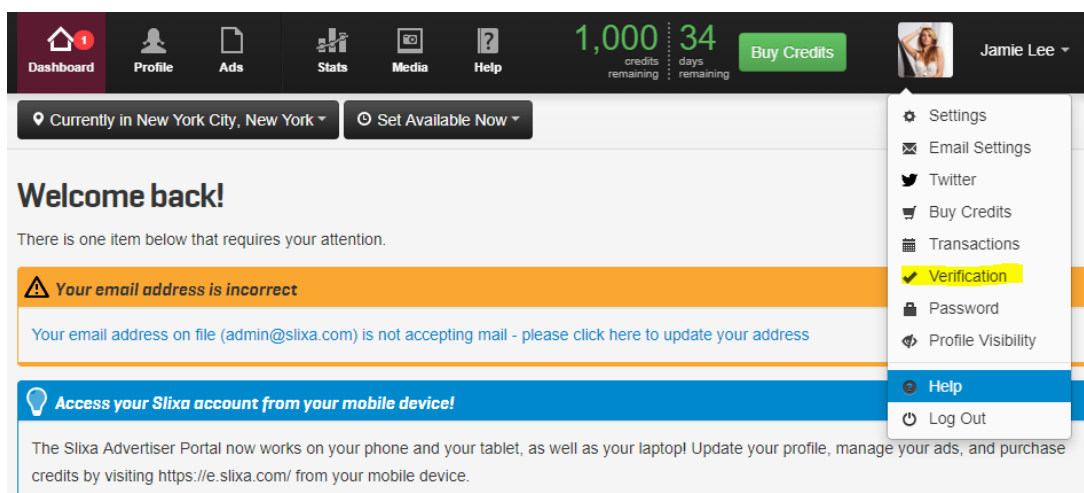 1
Dashboard Profile Ads Stats Media Help
1,000 credits remaining
34 days remaining
Buy Credits
Jamie Lee
Currently in New York City, New York
Set Available Now
Settings
Email Settings
Twitter
Buy Credits
Transactions
Verification
Password
Profile Visibility
Help
Log Out
Welcome back!
There is one item below that requires your attention.
Your email address is incorrect
Your email address on file (admin@slixa.com) is not accepting mail - please click here to update your address
Access your Slixa account from your mobile device!
The Slixa Advertiser Portal now works on your phone and your tablet, as well as your laptop! Update your profile, manage your ads, and purchase
credits by visiting https://e.slixa.com/ from your mobile device.